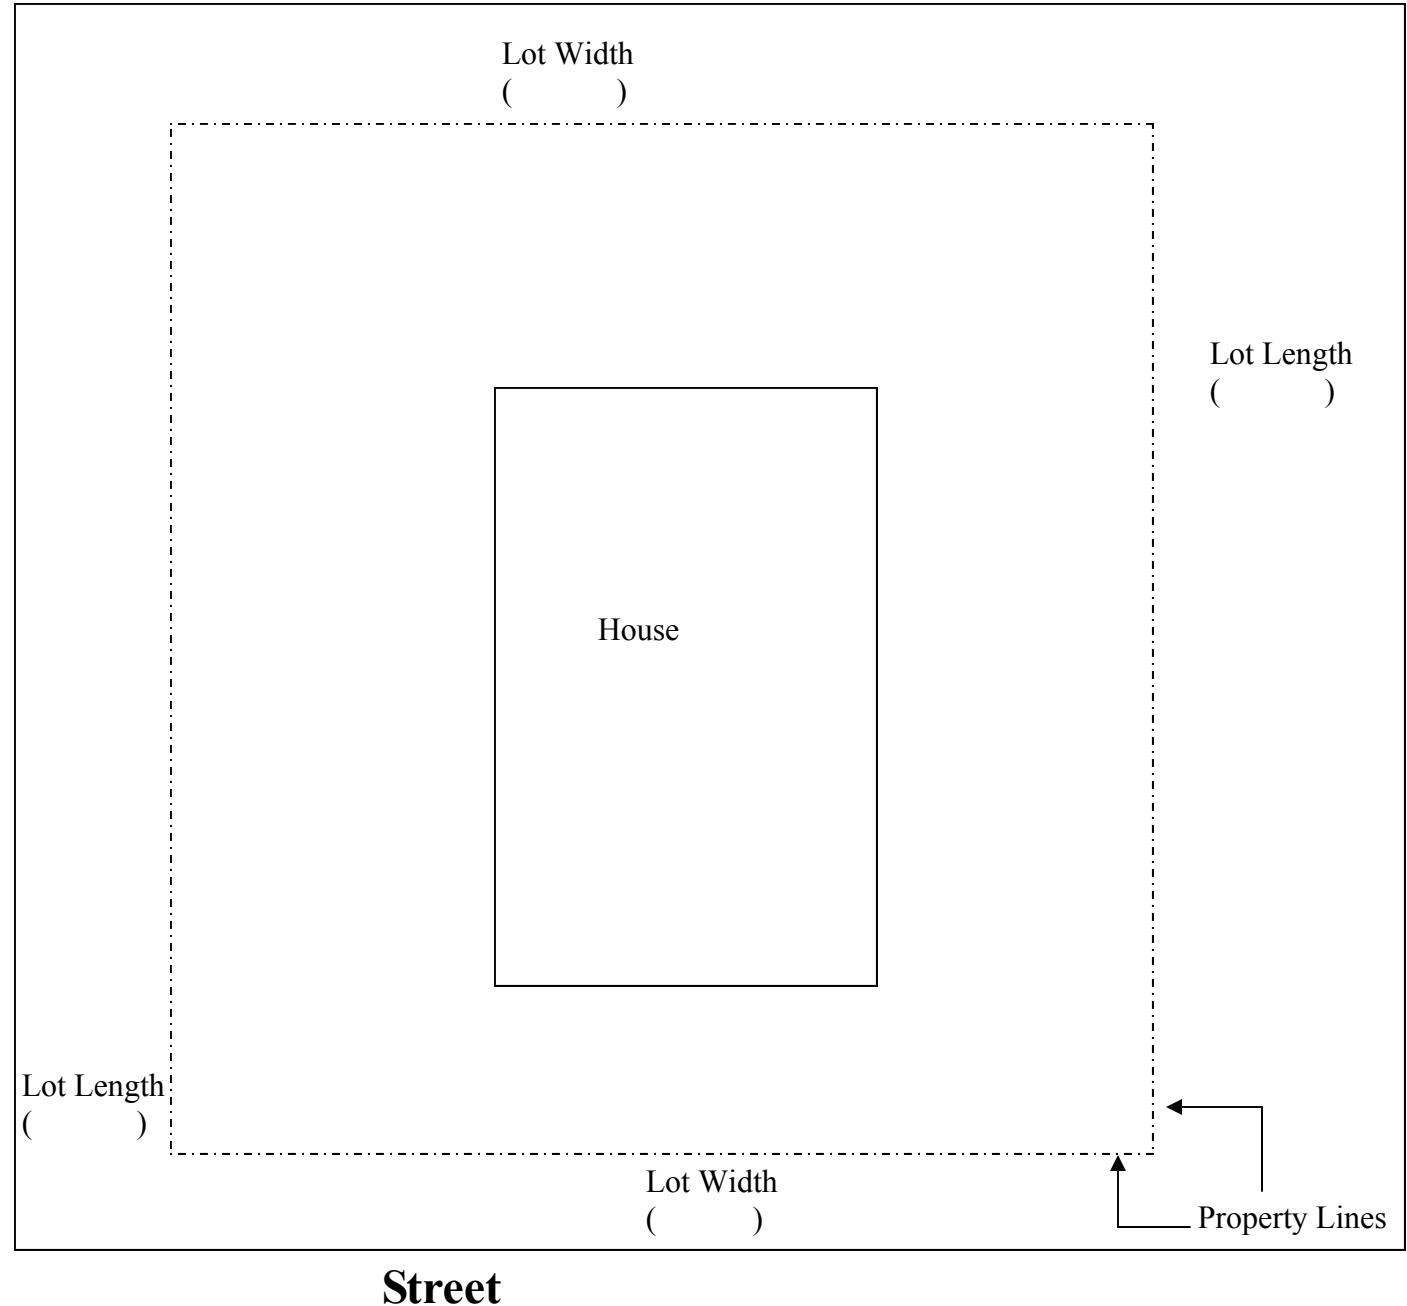 Lot Width
(            )
Lot Length
(            )
House
Lot Length
(            )
Lot Width
(           )
Property Lines
Street